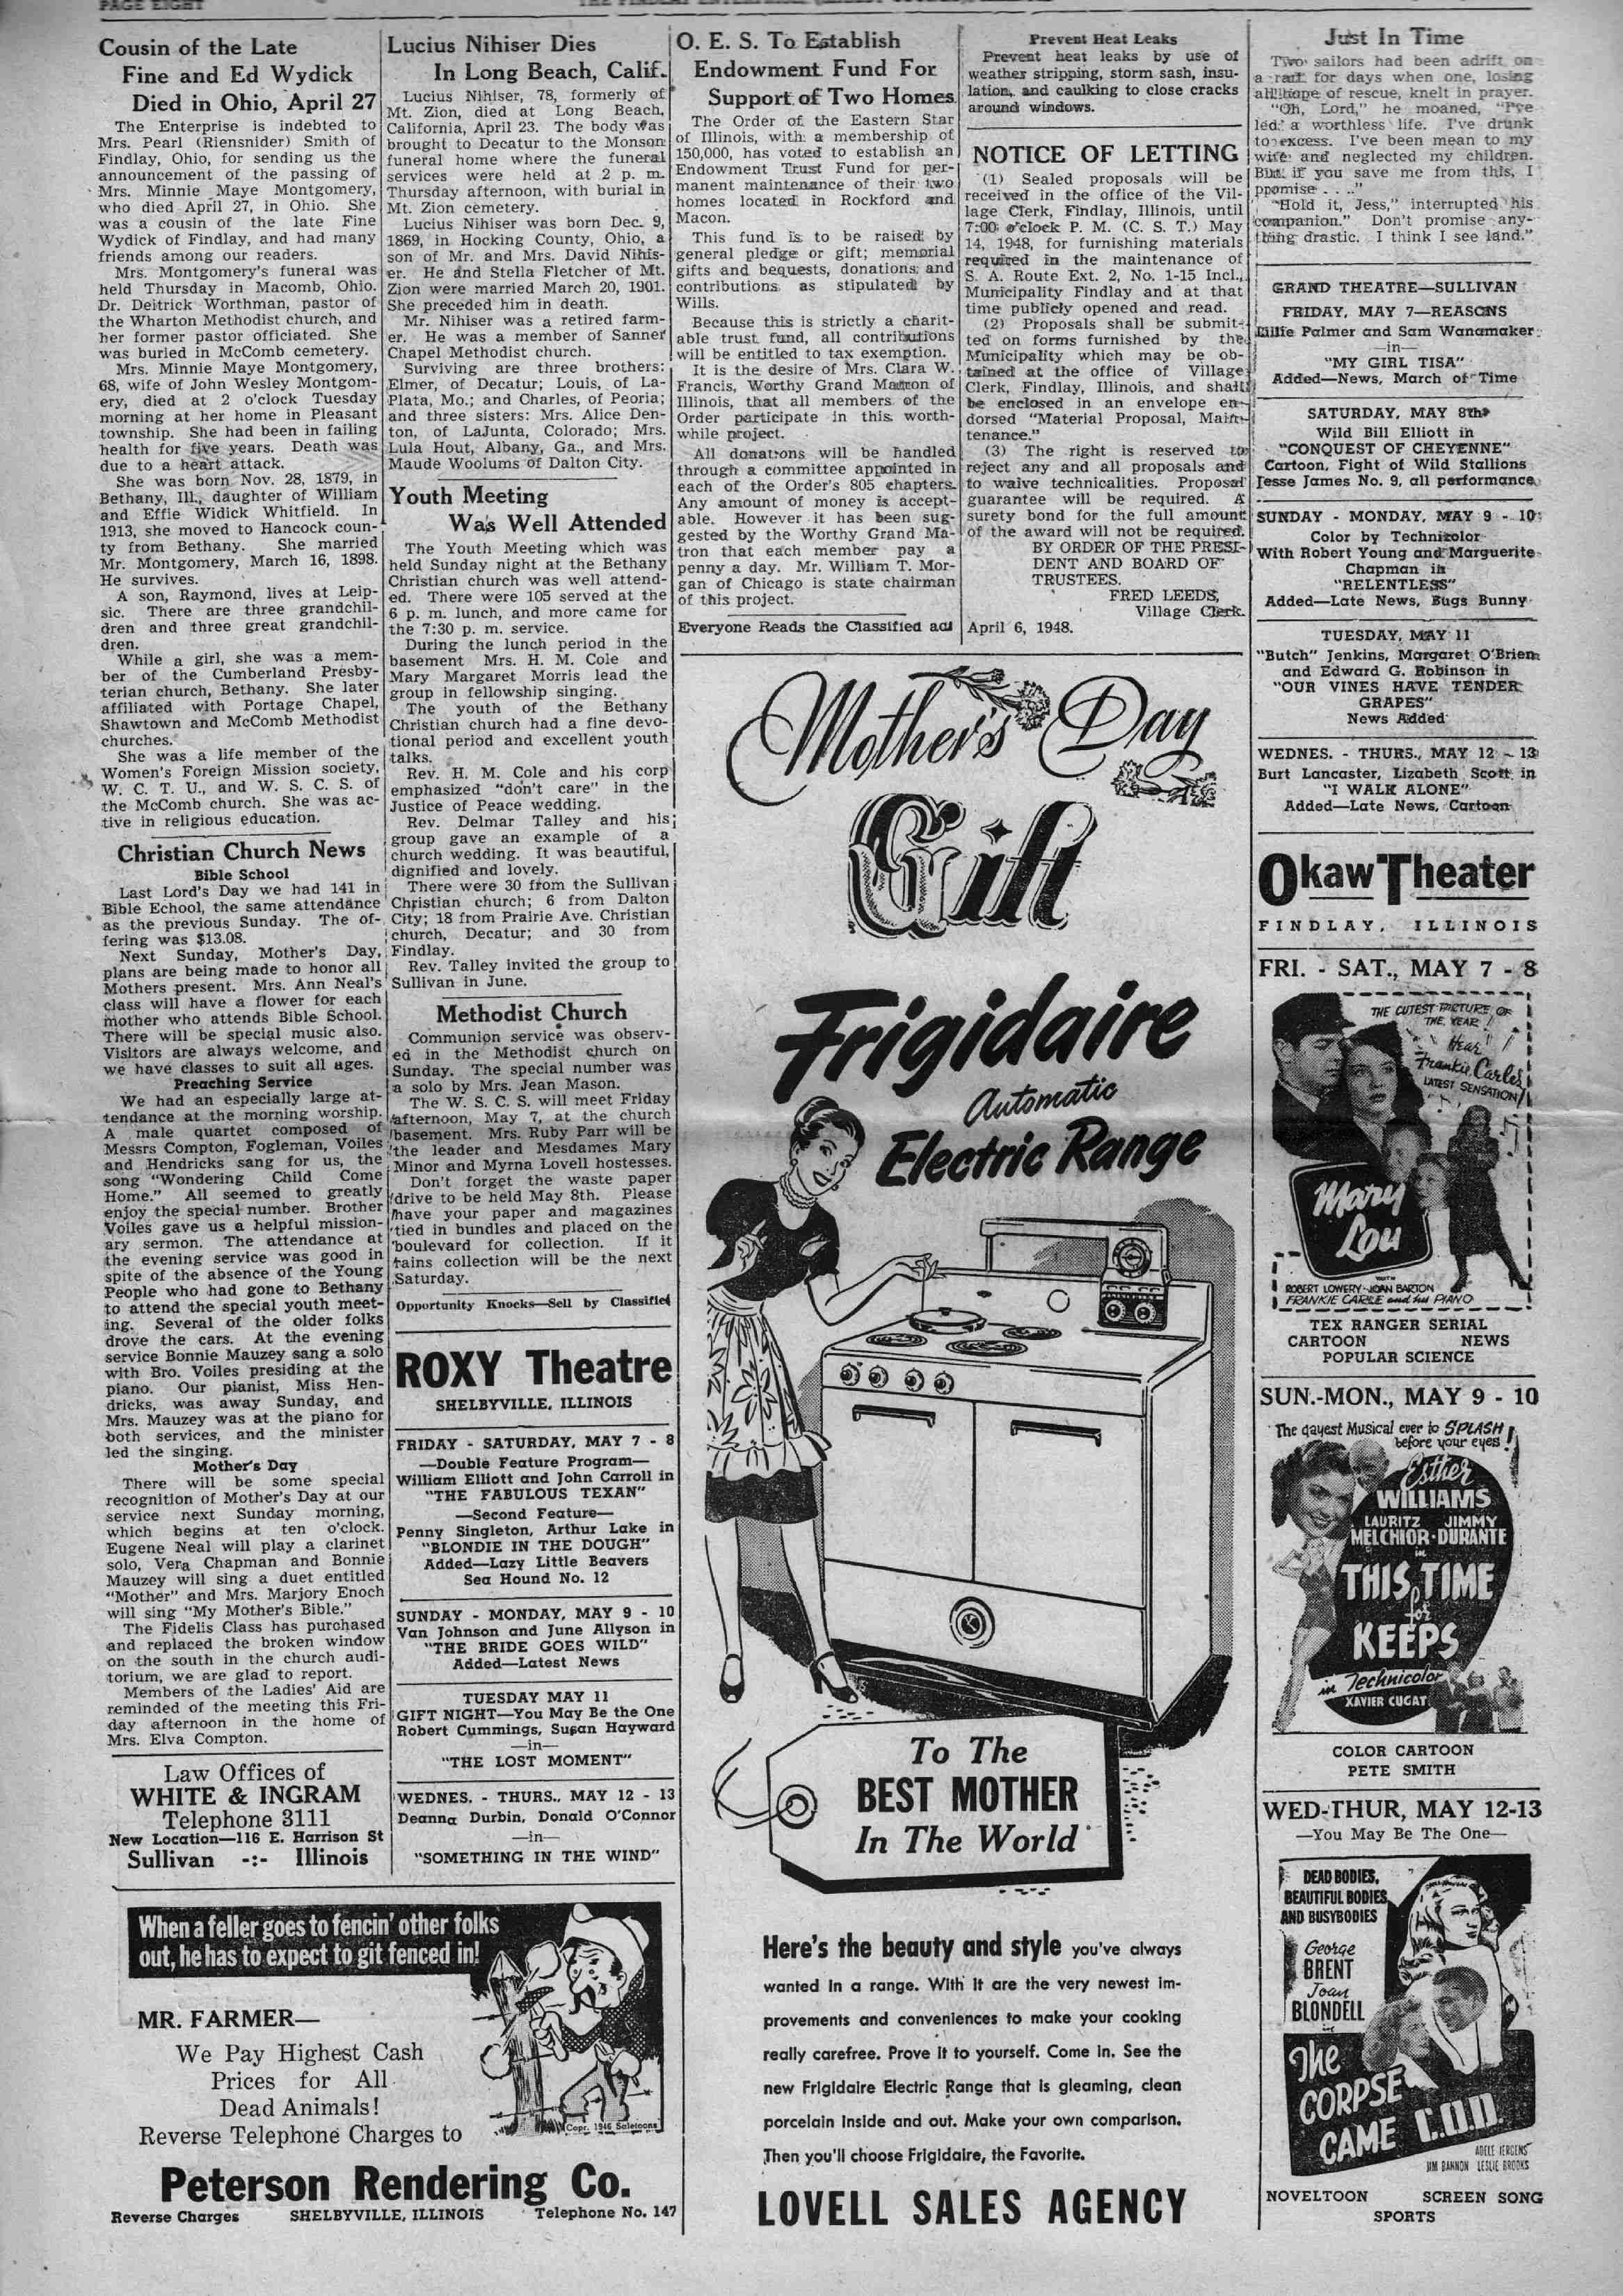 PAGE EIGHT
Cousin of the Late
Fine and Ed Wydick
Died in Ohio, April 27
The Enterprise is indebted to
Mrs. Pearl (Riensnider) Smith of
Findlay, Ohio, for sending us the
announcement of the passing of
Mrs. Minnie Maye Montgomery,
who died April 27, in Ohio. She
was a cousin of the late Fine
Wydick of Findlay, and had many
friends among our readers.
Mrs. Montgomery's funeral was
held Thursday in Macomb, Ohio.
Dr. Deitrick Worthman, pastor of
the Wharton Methodist church, and
her former pastor officiated. She
was buried in McComb cemetery.
Mrs. Minnie Maye Montgomery,
68, wife of John Wesley Montgom-
ery, died at 2 o'clock Tuesday
morning at her home in Pleasant
township. She had been in failing
health for five years. Death was
due to a heart attack.
She was born Nov. 28, 1879, in
Bethany, Ill., daughter of William
and Effie Widick Whitfield. In
1913, she moved to Hancock coun-
ty from Bethany. She married
Mr. Montgomery, March 16, 1898.
He survives.
A son, Raymond, lives at Leip-
sic. There are three grandchil-
dren and three great grandchil-
dren.
While a girl, she was a mem-
ber of the Cumberland Presby-
terian church, Bethany. She later
affiliated with Portage Chapel,
Shawtown and McComb Methodist
churches.
She was a life member of the
Women's Foreign Mission society,
W. C. T. U., and W. S. C. S. of
the McComb church. She was ac-
tive in religious education.
Christian Church News
Bible School
Last Lord's Day we had 141 in
Bible Echool, the same attendance
as the previous Sunday. The of-
fering was $13.08.
Next Sunday, Mother's Day,
plans are being made to honor all
Mothers present. Mrs. Ann Neal's
class will have a flower for each
mother who attends Bible School.
There will be special music also.
Visitors are always welcome, and
we have classes to suit all ages.
Preaching Service
We had an especially large at-
tendance at the morning worship.
A male quartet composed of
Messrs Compton, Fogleman, Voiles
and Hendricks sang for us, the
song "Wondering Child Come
Home." All seemed to greatly
enjoy the special number. Brother
Voiles gave us a helpful mission-
ary sermon. The attendance at
the evening service was good in
spite of the absence of the Young
People who had gone to Bethany
to attend the special youth meet-
ing. Several of the older folks
drove the cars. At the evening
service Bonnie Mauzey sang a solo
with Bro. Voiles presiding at the
piano. Our pianist, Miss Hen-
dricks, was away Sunday, and
Mrs. Mauzey was at the piano for
both services, and the minister
led the singing.
Mother's Day
There will be some special
recognition of Mother's Day at our
service next Sunday morning,
which begins at ten o'clock.
Eugene Neal will play a clarinet
solo, Vera Chapman and Bonnie
Mauzey will sing a duet entitled
"Mother" and Mrs. Marjory Enoch
will sing "My Mother's Bible."
The Fidelis Class has purchased
and replaced the broken window
on the south in the church audi-
torium, we are glad to report.
Members of the Ladies' Aid are
reminded of the meeting this Fri-
day afternoon in the home of
Mrs. Elva Compton.
Law Offices of
WHITE & INGRAM
Telephone 3111
New Location—116 E. Harrison St
Sullivan -:- Illinois
Lucius Nihiser Dies
In Long Beach, Calif.
Lucius Nihiser, 78, formerly of
Mt. Zion, died at Long Beach,
California, April 23. The body was
brought to Decatur to the Monson
funeral home where the funeral
services were held at 2 p. m.
Thursday afternoon, with burial in
Mt. Zion cemetery.
Lucius Nihiser was born Dec. 9,
1869, in Hocking County, Ohio, a
son of Mr. and Mrs. David Nihis-
er. He and Stella Fletcher of Mt.
Zion were married March 20, 1901.
She preceded him in death.
Mr. Nihiser was a retired farm-
er. He was a member of Sanner
Chapel Methodist church.
Surviving are three brothers:
Elmer, of Decatur; Louis, of La-
Plata, Mo.; and Charles, of Peoria;
and three sisters: Mrs. Alice Den-
ton, of LaJunta, Colorado; Mrs.
Lula Hout, Albany, Ga., and Mrs.
Maude Woolums of Dalton City.
Youth Meeting
Was Well Attended
The Youth Meeting which was
held Sunday night at the Bethany
Christian church was well attend-
ed. There were 105 served at the
6 p. m. lunch, and more came for
the 7:30 p. m. service.
During the lunch period in the
basement Mrs. H. M. Cole and
Mary Margaret Morris lead the
group in fellowship singing.
The youth of the Bethany
Christian church had a fine devo-
tional period and excellent youth
talks.
Rev. H. M. Cole and his corp
emphasized "don't care" in the
Justice of Peace wedding.
Rev. Delmar Talley and his
group gave an example of a
church wedding. It was beautiful,
dignified and lovely.
There were 30 from the Sullivan
Christian church; 6 from Dalton
City; 18 from Prairie Ave. Christian
church, Decatur; and 30 from
Findlay.
Rev. Talley invited the group to
Sullivan in June.
Methodist Church
Communion service was observ-
ed in the Methodist church on
Sunday. The special number was
a solo by Mrs. Jean Mason.
The W. S. C. S. will meet Friday
afternoon, May 7, at the church
basement. Mrs. Ruby Parr will be
the leader and Mesdames Mary
Minor and Myrna Lovell hostesses.
Don't forget the waste paper
drive to be held May 8th. Please
have your paper and magazines
tied in bundles and placed on the
boulevard for collection. If it
rains collection will be the next
Saturday.
Opportunity Knocks—Sell by Classified
ROXY Theatre
SHELBYVILLE, ILLINOIS
FRIDAY - SATURDAY, MAY 7 - 8
—Double Feature Program—
William Elliott and John Carroll in
"THE FABULOUS TEXAN"
—Second Feature—
Penny Singleton, Arthur Lake in
"BLONDIE IN THE DOUGH"
Added—Lazy Little Beavers
Sea Hound No. 12
SUNDAY - MONDAY, MAY 9 - 10
Van Johnson and June Allyson in
"THE BRIDE GOES WILD"
Added—Latest News
TUESDAY MAY 11
GIFT NIGHT—You May Be the One
Robert Cummings, Susan Hayward
—in—
"THE LOST MOMENT"
WEDNES. - THURS., MAY 12 - 13
Deanna Durbin, Donald O'Connor
—in—
"SOMETHING IN THE WIND"
When a feller goes to fencin' other folks
out, he has to expect to git fenced in!
MR. FARMER—
We Pay Highest Cash
Prices for All
Dead Animals!
Reverse Telephone Charges to
Copr. 1946 Saletoons
Peterson Rendering Co.
Reverse Charges SHELBYVILLE, ILLINOIS Telephone No. 147
O. E. S. To Establish
Endowment Fund For
Support of Two Homes
The Order of the Eastern Star
of Illinois, with a membership of
150,000, has voted to establish an
Endowment Trust Fund for per-
manent maintenance of their two
homes located in Rockford and
Macon.
This fund is to be raised by
general pledge or gift; memorial
gifts and bequests, donations and
contributions as stipulated by
Wills.
Because this is strictly a charit-
able trust fund, all contributions
will be entitled to tax exemption.
It is the desire of Mrs. Clara W.
Francis, Worthy Grand Matron of
Illinois, that all members of the
Order participate in this worth-
while project.
All donations will be handled
through a committee appointed in
each of the Order's 805 chapters.
Any amount of money is accept-
able. However it has been sug-
gested by the Worthy Grand Ma-
tron that each member pay a
penny a day. Mr. William T. Mor-
gan of Chicago is state chairman
of this project.
Everyone Reads the Classified ads
Prevent Heat Leaks
Prevent heat leaks by use of
weather stripping, storm sash, insu-
lation, and caulking to close cracks
around windows.
NOTICE OF LETTING
(1) Sealed proposals will be
received in the office of the Vil-
lage Clerk, Findlay, Illinois, until
7:00 o'clock P. M. (C. S. T.) May
14, 1948, for furnishing materials
required in the maintenance of
S. A. Route Ext. 2, No. 1-15 Incl.,
Municipality Findlay and at that
time publicly opened and read.
(2) Proposals shall be submit-
ted on forms furnished by the
Municipality which may be ob-
tained at the office of Village
Clerk, Findlay, Illinois, and shall
be enclosed in an envelope en-
dorsed "Material Proposal, Main-
tenance."
(3) The right is reserved to
reject any and all proposals and
to waive technicalities. Proposal
guarantee will be required. A
surety bond for the full amount
of the award will not be required.
BY ORDER OF THE PRESI-
DENT AND BOARD OF
TRUSTEES.
FRED LEEDS,
Village Clerk.
April 6, 1948.
Mother's Day
Gift
Frigidaire
Automatic
Electric Range
To The
BEST MOTHER
In The World
Here's the beauty and style you've always
wanted in a range. With it are the very newest im-
provements and conveniences to make your cooking
really carefree. Prove it to yourself. Come in. See the
new Frigidaire Electric Range that is gleaming, clean
porcelain inside and out. Make your own comparison.
Then you'll choose Frigidaire, the Favorite.
LOVELL SALES AGENCY
Just In Time
Two sailors had been adrift on
a raft for days when one, losing
all hope of rescue, knelt in prayer.
"Oh, Lord," he moaned, "I've
led a worthless life. I've drunk
to excess. I've been mean to my
wife and neglected my children.
But if you save me from this, I
promise . . ."
"Hold it, Jess," interrupted his
companion." Don't promise any-
thing drastic. I think I see land."
GRAND THEATRE—SULLIVAN
FRIDAY, MAY 7—REASONS
Lillie Palmer and Sam Wanamaker
—in—
"MY GIRL TISA"
Added—News, March of Time
SATURDAY, MAY 8th
Wild Bill Elliott in
"CONQUEST OF CHEYENNE"
Cartoon, Fight of Wild Stallions
Jesse James No. 9, all performance
SUNDAY - MONDAY, MAY 9 - 10
Color by Technicolor
With Robert Young and Marguerite
Chapman in
"RELENTLESS"
Added—Late News, Bugs Bunny
TUESDAY, MAY 11
"Butch" Jenkins, Margaret O'Brien
and Edward G. Robinson in
"OUR VINES HAVE TENDER
GRAPES"
News Added
WEDNES. - THURS., MAY 12 - 13
Burt Lancaster, Lizabeth Scott in
"I WALK ALONE"
Added—Late News, Cartoon
Okaw Theater
FINDLAY, ILLINOIS
FRI. - SAT., MAY 7 - 8
THE CUTEST PICTURE OF
THE YEAR!
Hear
Frankie Carle's
LATEST SENSATION!
Mary
Lou
WITH
ROBERT LOWERY · JOAN BARTON
FRANKIE CARLE and his PIANO
TEX RANGER SERIAL
CARTOON NEWS
POPULAR SCIENCE
SUN.-MON., MAY 9 - 10
The gayest Musical ever to SPLASH
before your eyes!
Esther
WILLIAMS
LAURITZ JIMMY
MELCHIOR · DURANTE
in
THIS TIME
for
KEEPS
in Technicolor
XAVIER CUGAT
COLOR CARTOON
PETE SMITH
WED-THUR, MAY 12-13
—You May Be The One—
DEAD BODIES,
BEAUTIFUL BODIES
AND BUSYBODIES
George
BRENT
Joan
BLONDELL
in
The
CORPSE
CAME C.O.D.
ADELE JERGENS
JIM BANNON LESLIE BROOKS
NOVELTOON SCREEN SONG
SPORTS